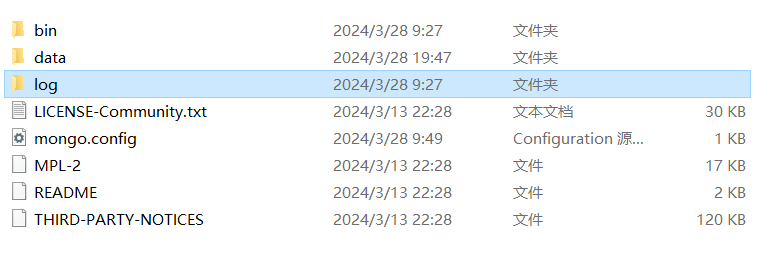 bin 2024/3/28 9:27 文件夹
data 2024/3/28 19:47 文件夹
log 2024/3/28 9:27 文件夹
LICENSE-Community.txt 2024/3/13 22:28 文本文档 30 KB
mongo.config 2024/3/28 9:49 Configuration 源... 1 KB
MPL-2 2024/3/13 22:28 文件 17 KB
README 2024/3/13 22:28 文件 2 KB
THIRD-PARTY-NOTICES 2024/3/13 22:28 文件 120 KB